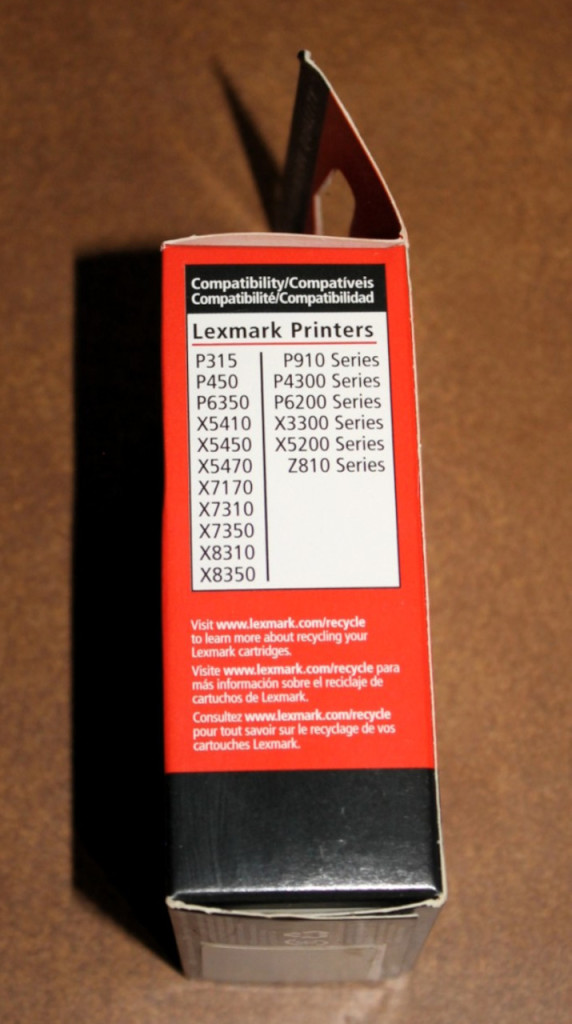 Compatibility/Compatíveis
Compatibilité/Compatibilidad
Lexmark Printers
P315
P450
P6350
X5410
X5450
X5470
X7170
X7310
X7350
X8310
X8350
P910 Series
P4300 Series
P6200 Series
X3300 Series
X5200 Series
Z810 Series
Visit www.lexmark.com/recycle
to learn more about recycling your
Lexmark cartridges.
Visite www.lexmark.com/recycle para
más información sobre el reciclaje de
cartuchos de Lexmark.
Consultez www.lexmark.com/recycle
pour tout savoir sur le recyclage de vos
cartouches Lexmark.